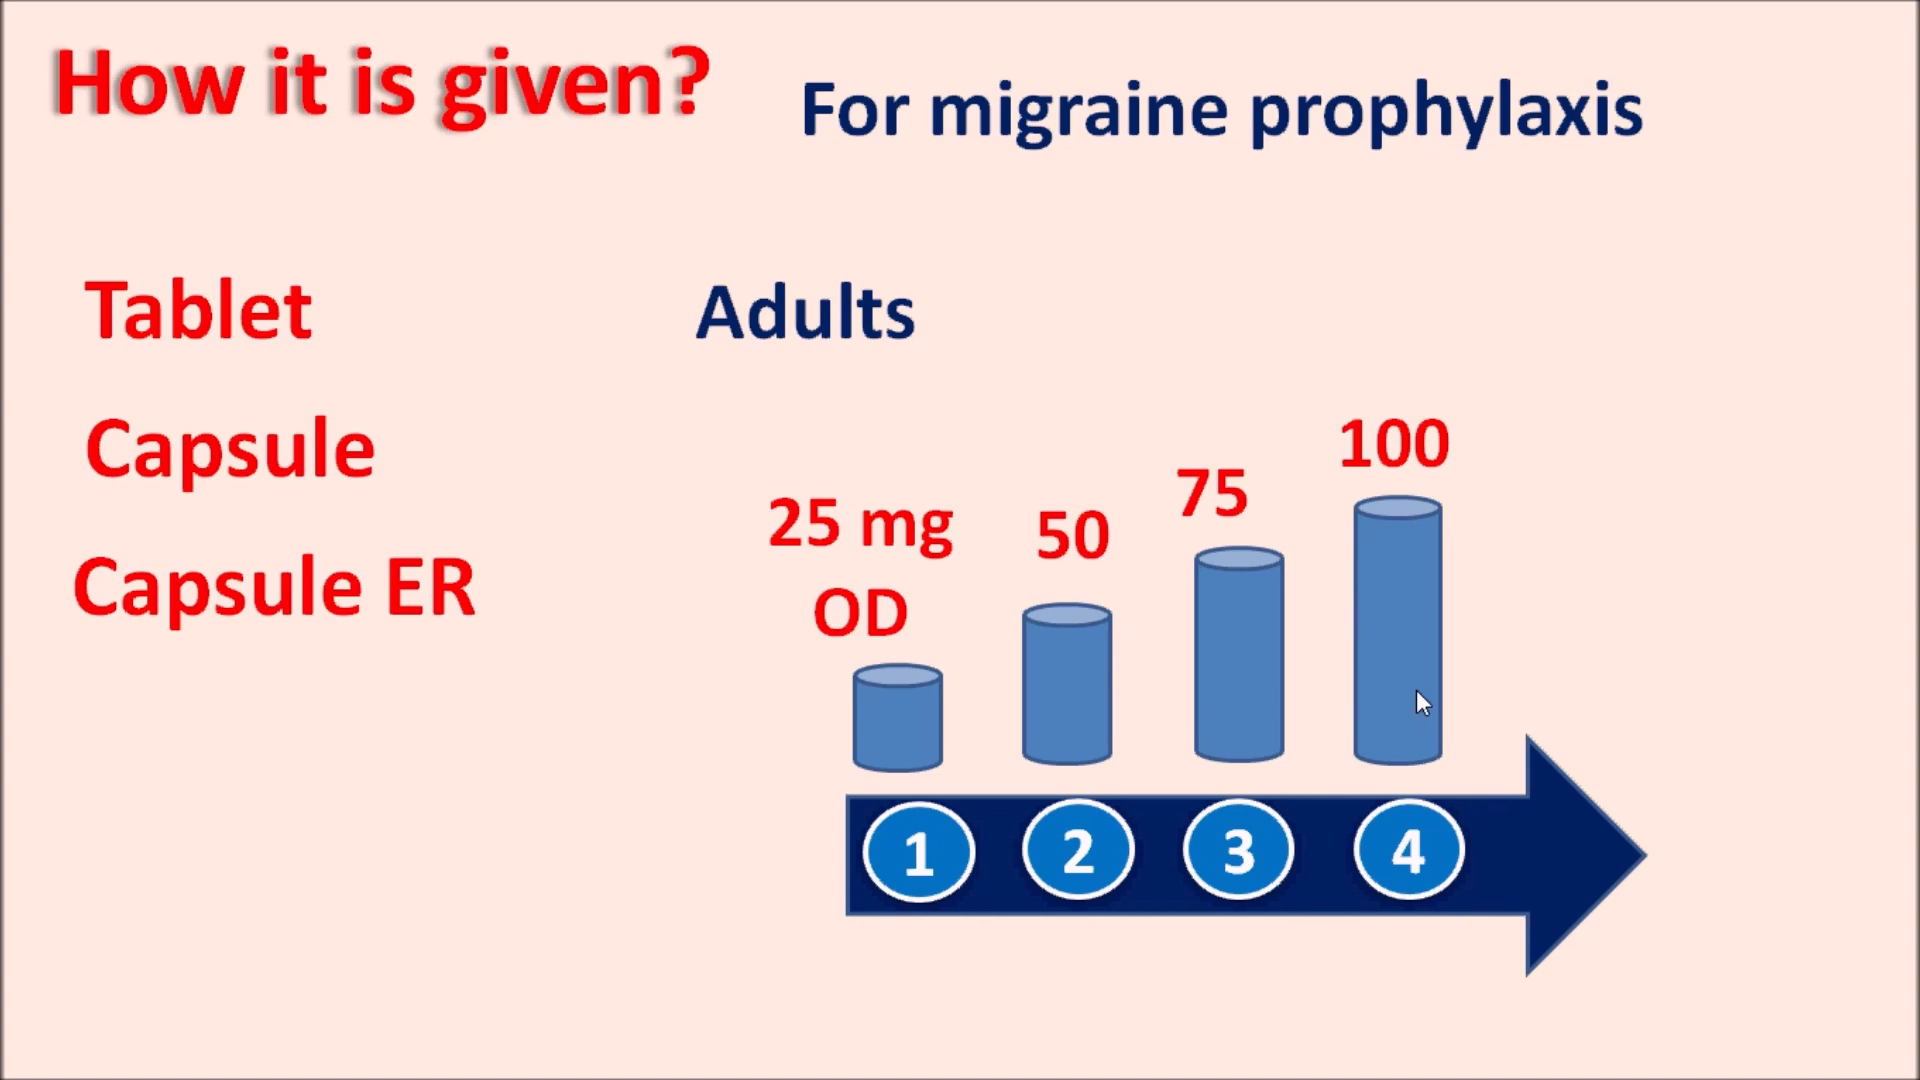 How it is given?
For migraine prophylaxis
Tablet
Capsule
Capsule ER
Adults
25 mg
OD
50
75
100
1
2
3
4